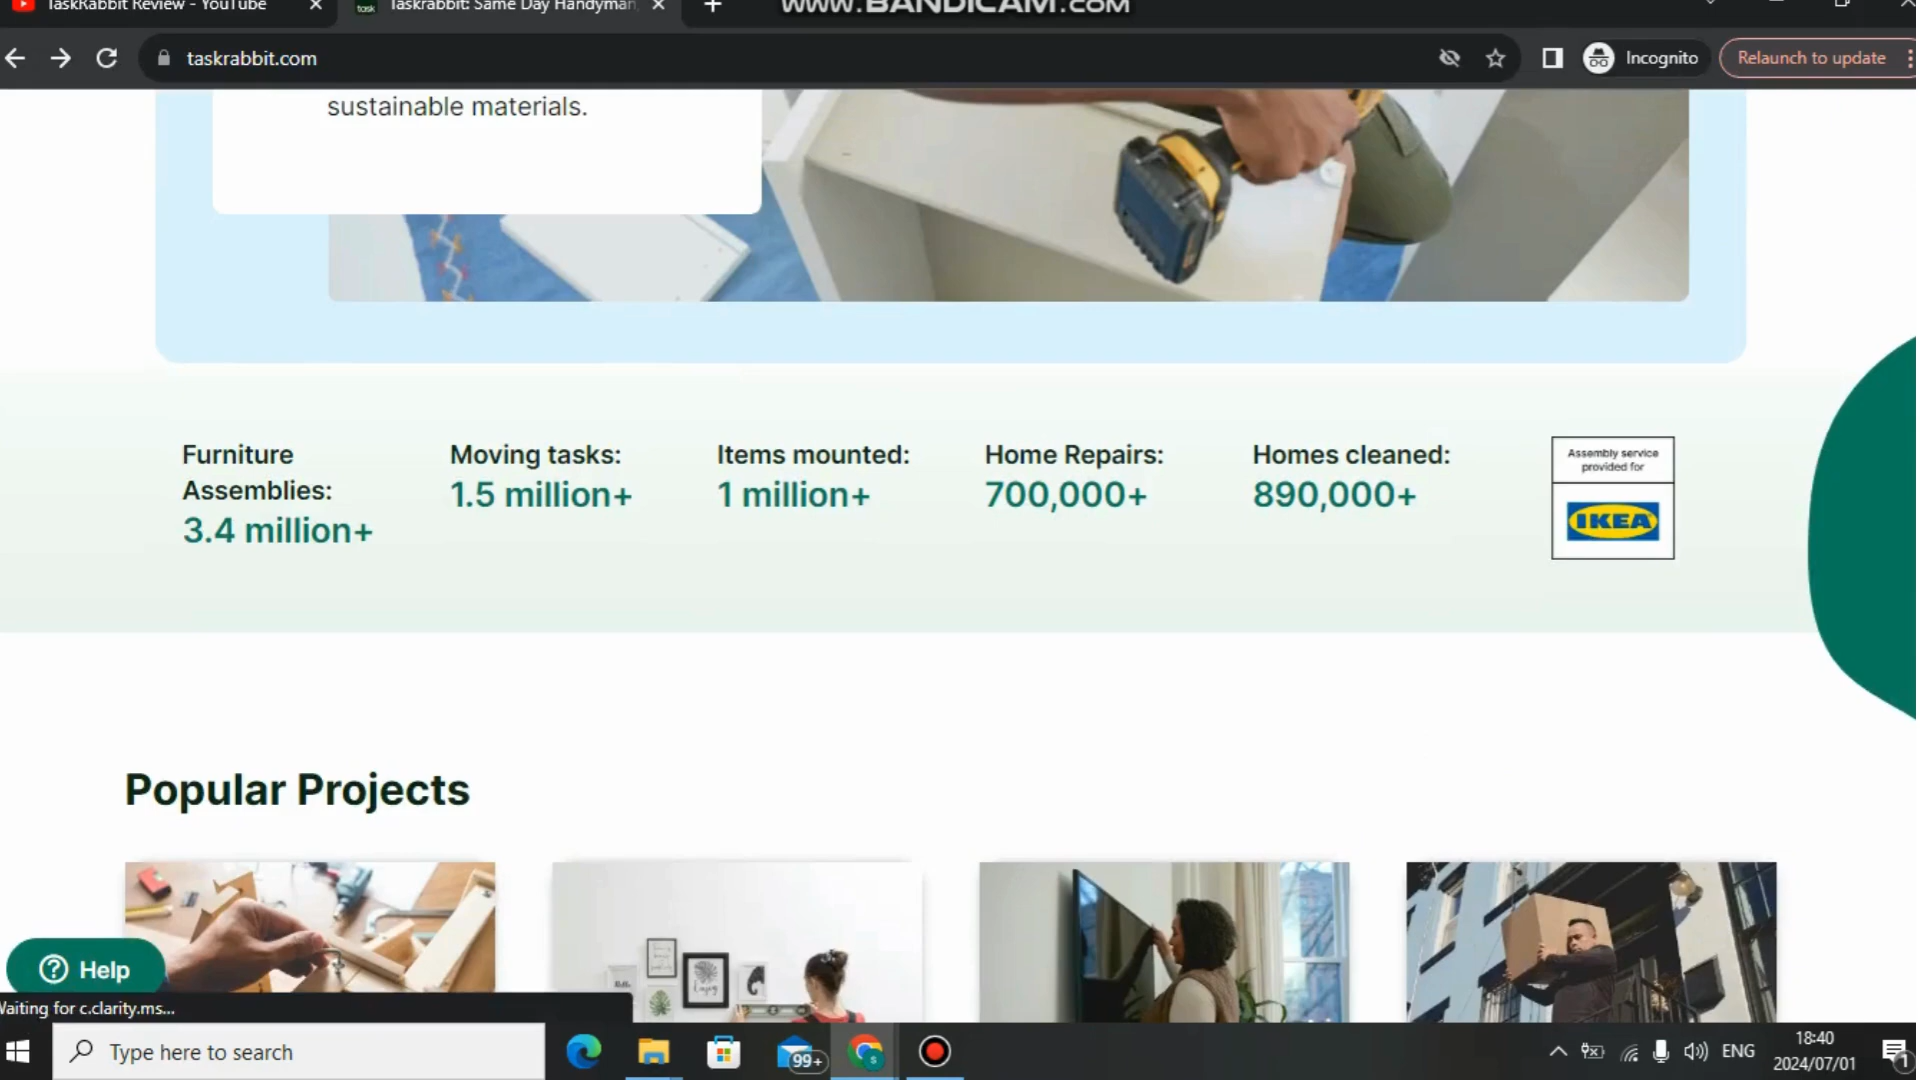 TaskRabbit Review - YouTube
Taskrabbit: Same Day Handyman,
WWW.BANDICAM.COM
taskrabbit.com
Incognito
Relaunch to update
sustainable materials.
Furniture
Assemblies:
3.4 million+
Moving tasks:
1.5 million+
Items mounted:
1 million+
Home Repairs:
700,000+
Homes cleaned:
890,000+
Assembly service
provided for
IKEA
Popular Projects
Help
Waiting for c.clarity.ms...
Type here to search
99+
ENG
18:40
2024/07/01
1